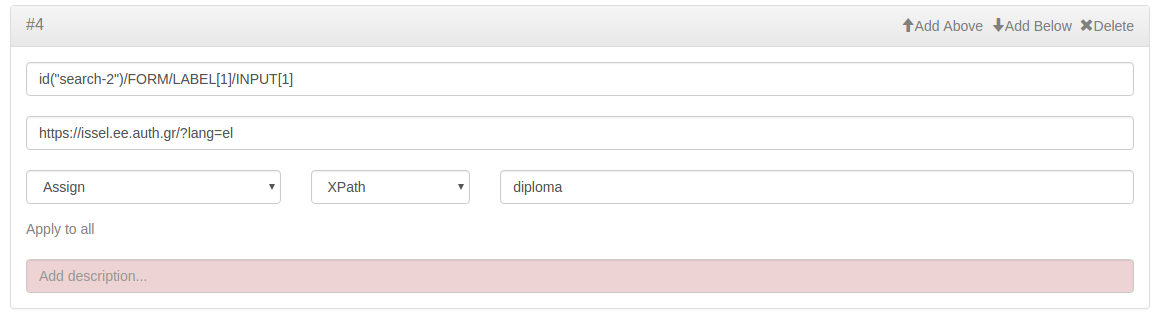 #4 Add Above Add Below Delete
id("search-2")/FORM/LABEL[1]/INPUT[1]
https://issel.ee.auth.gr/?lang=el
Assign XPath diploma
Apply to all
Add description...